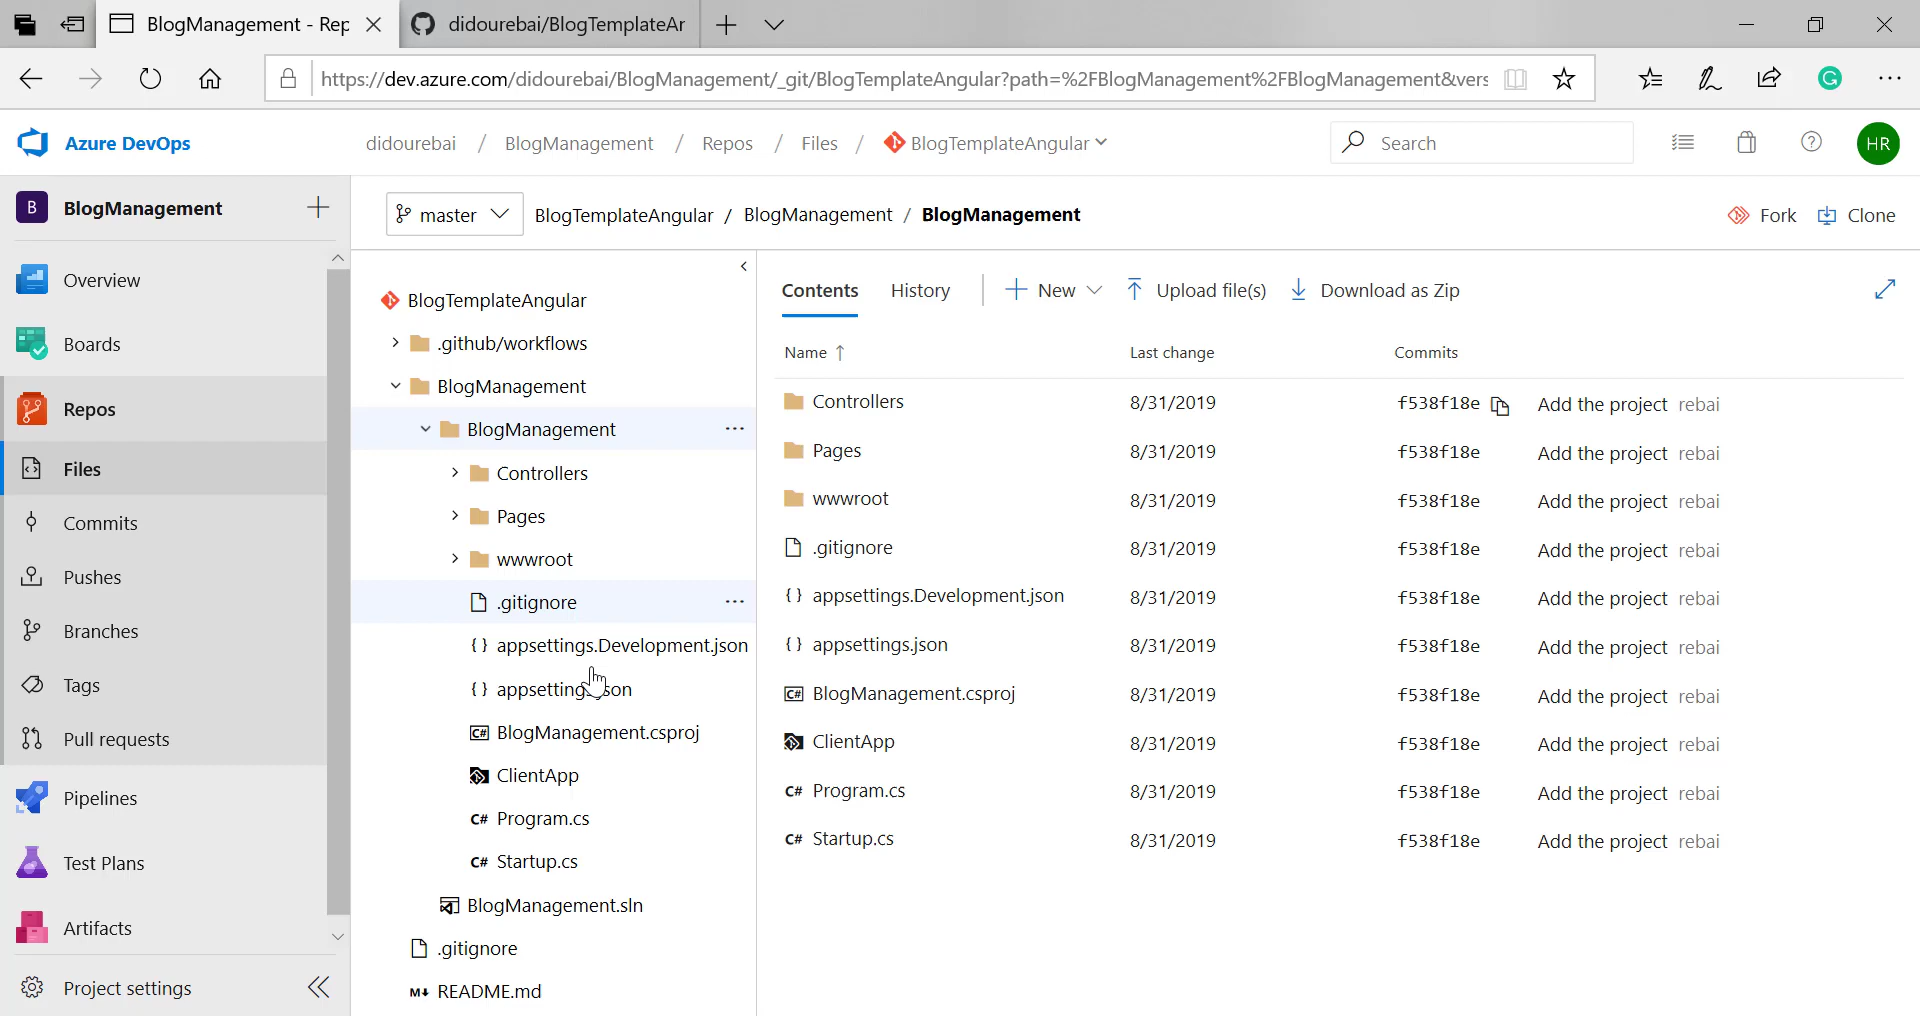 BlogManagement - Rep
didourebai/BlogTemplateAr
https://dev.azure.com/didourebai/BlogManagement/_git/BlogTemplateAngular?path=%2FBlogManagement%2FBlogManagement&vers
G
Azure DevOps
didourebai / BlogManagement / Repos / Files / BlogTemplateAngular
Search
HR
B BlogManagement
Overview
Boards
Repos
Files
Commits
Pushes
Branches
Tags
Pull requests
Pipelines
Test Plans
Artifacts
Project settings
master
BlogTemplateAngular / BlogManagement / BlogManagement
Fork
Clone
BlogTemplateAngular
.github/workflows
BlogManagement
BlogManagement
Controllers
Pages
wwwroot
.gitignore
{ } appsettings.Development.json
{ } appsettings.json
C# BlogManagement.csproj
ClientApp
C# Program.cs
C# Startup.cs
BlogManagement.sln
.gitignore
M↓ README.md
Contents History + New Upload file(s) Download as Zip
Name ↑ Last change Commits
Controllers 8/31/2019 f538f18e Add the project rebai
Pages 8/31/2019 f538f18e Add the project rebai
wwwroot 8/31/2019 f538f18e Add the project rebai
.gitignore 8/31/2019 f538f18e Add the project rebai
{ } appsettings.Development.json 8/31/2019 f538f18e Add the project rebai
{ } appsettings.json 8/31/2019 f538f18e Add the project rebai
C# BlogManagement.csproj 8/31/2019 f538f18e Add the project rebai
ClientApp 8/31/2019 f538f18e Add the project rebai
C# Program.cs 8/31/2019 f538f18e Add the project rebai
C# Startup.cs 8/31/2019 f538f18e Add the project rebai